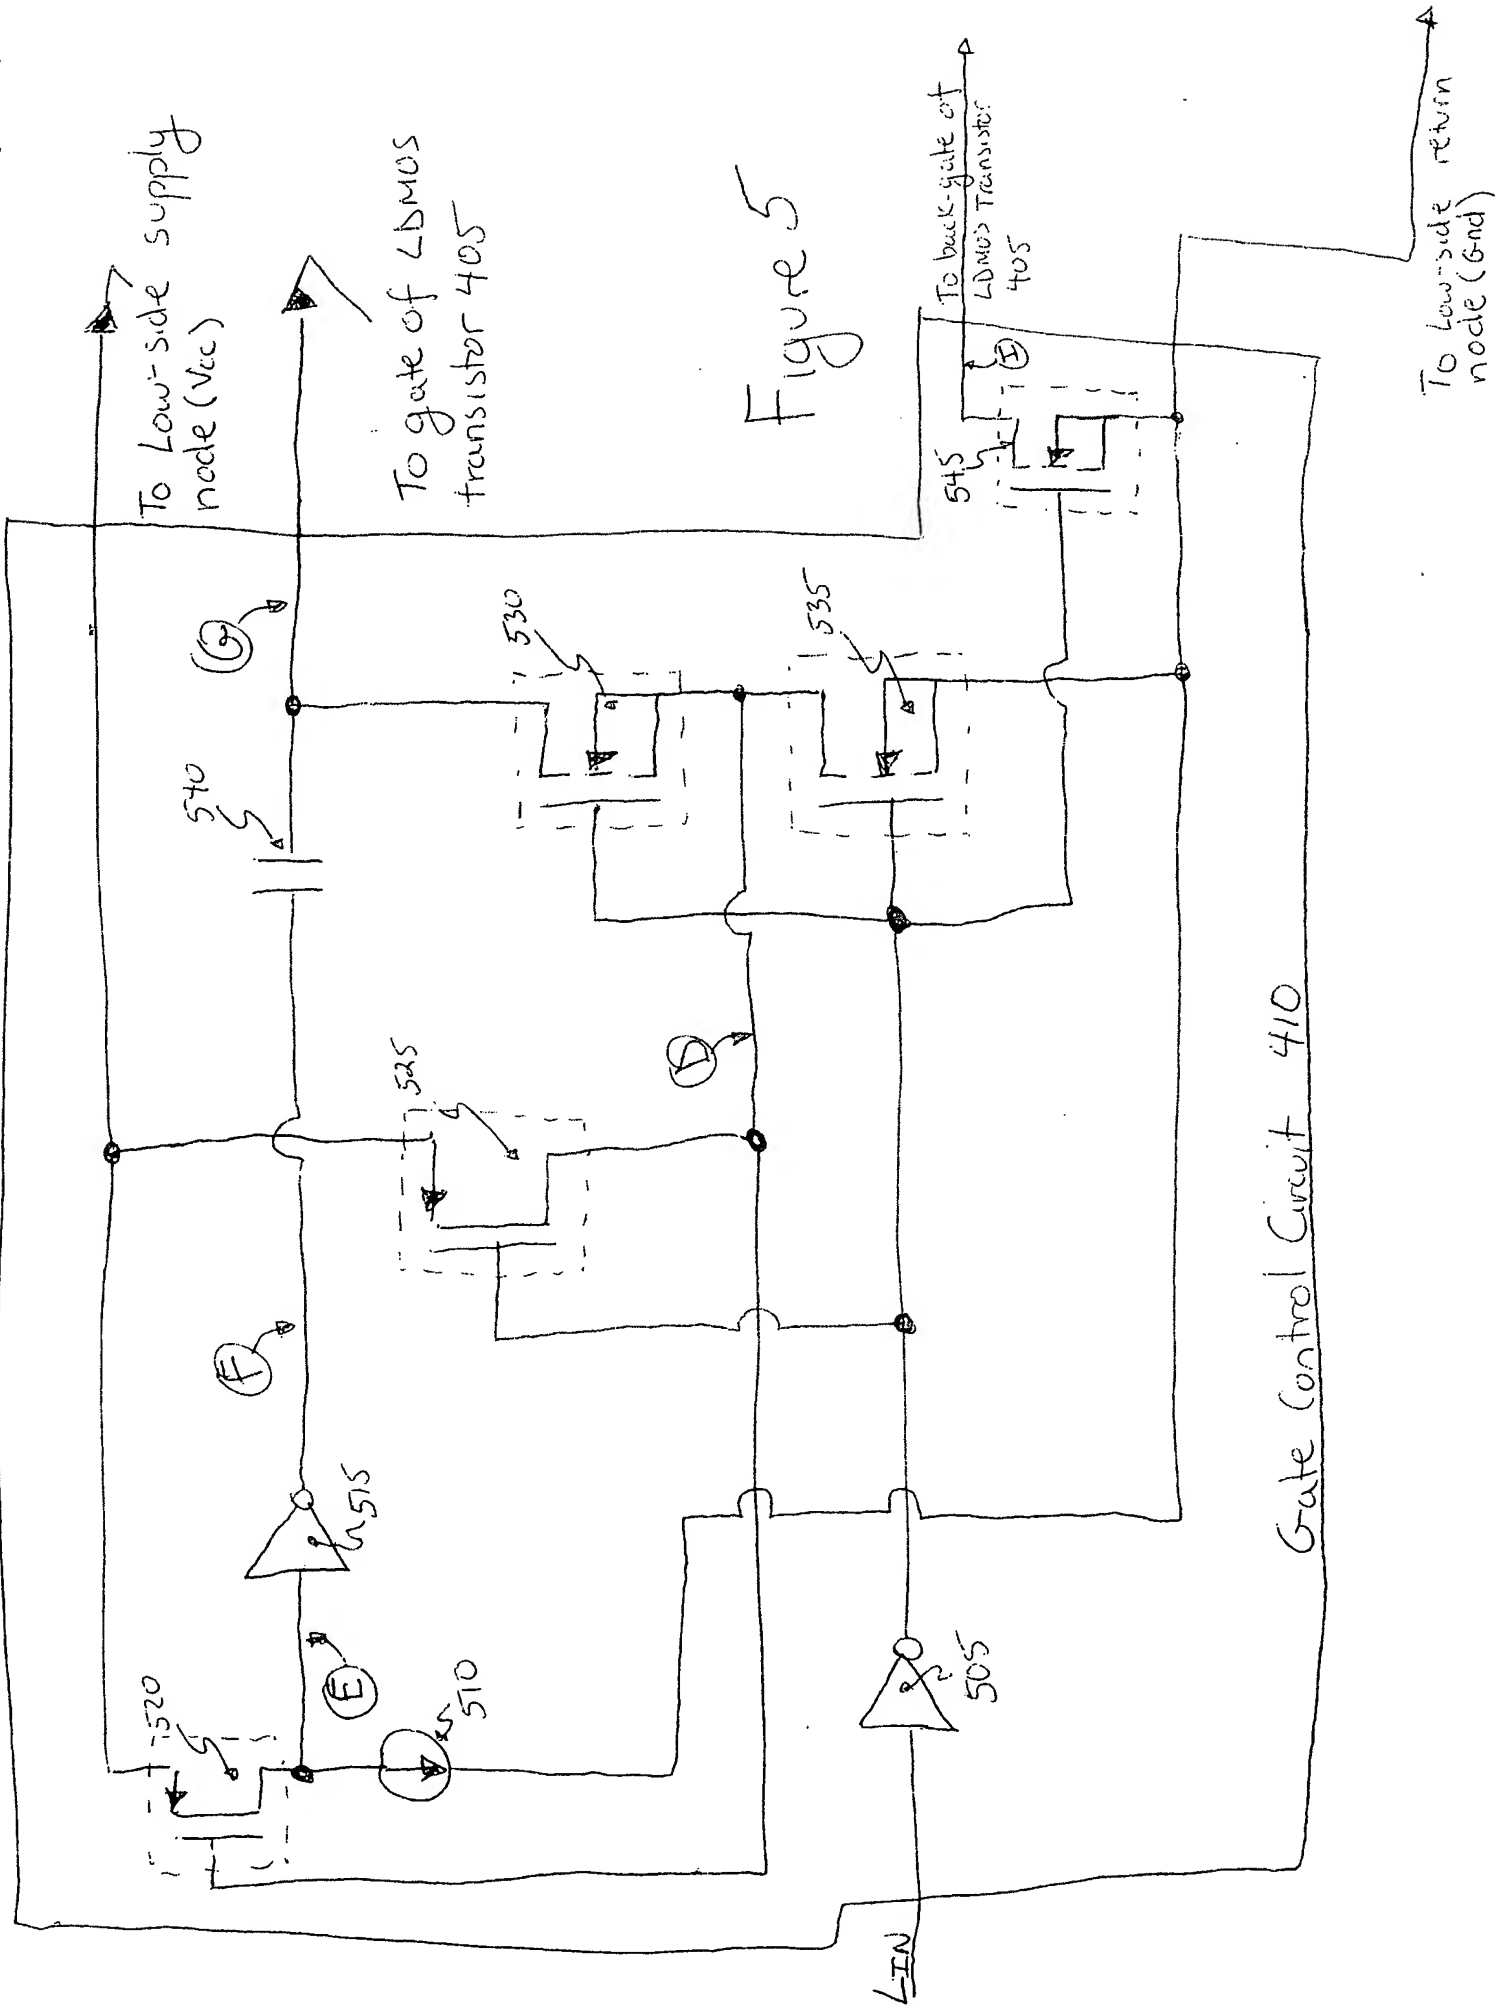 To Low-side supply
node (Vcc)
To gate of LDMOS
transistor 405
Figure 5
To back-gate of
LDMOS Transistor
405
To Low-side return
node (Gnd)
Gate Control Circuit 410
LIN
505
510
515
520
525
530
535
540
545
D
E
F
G
I